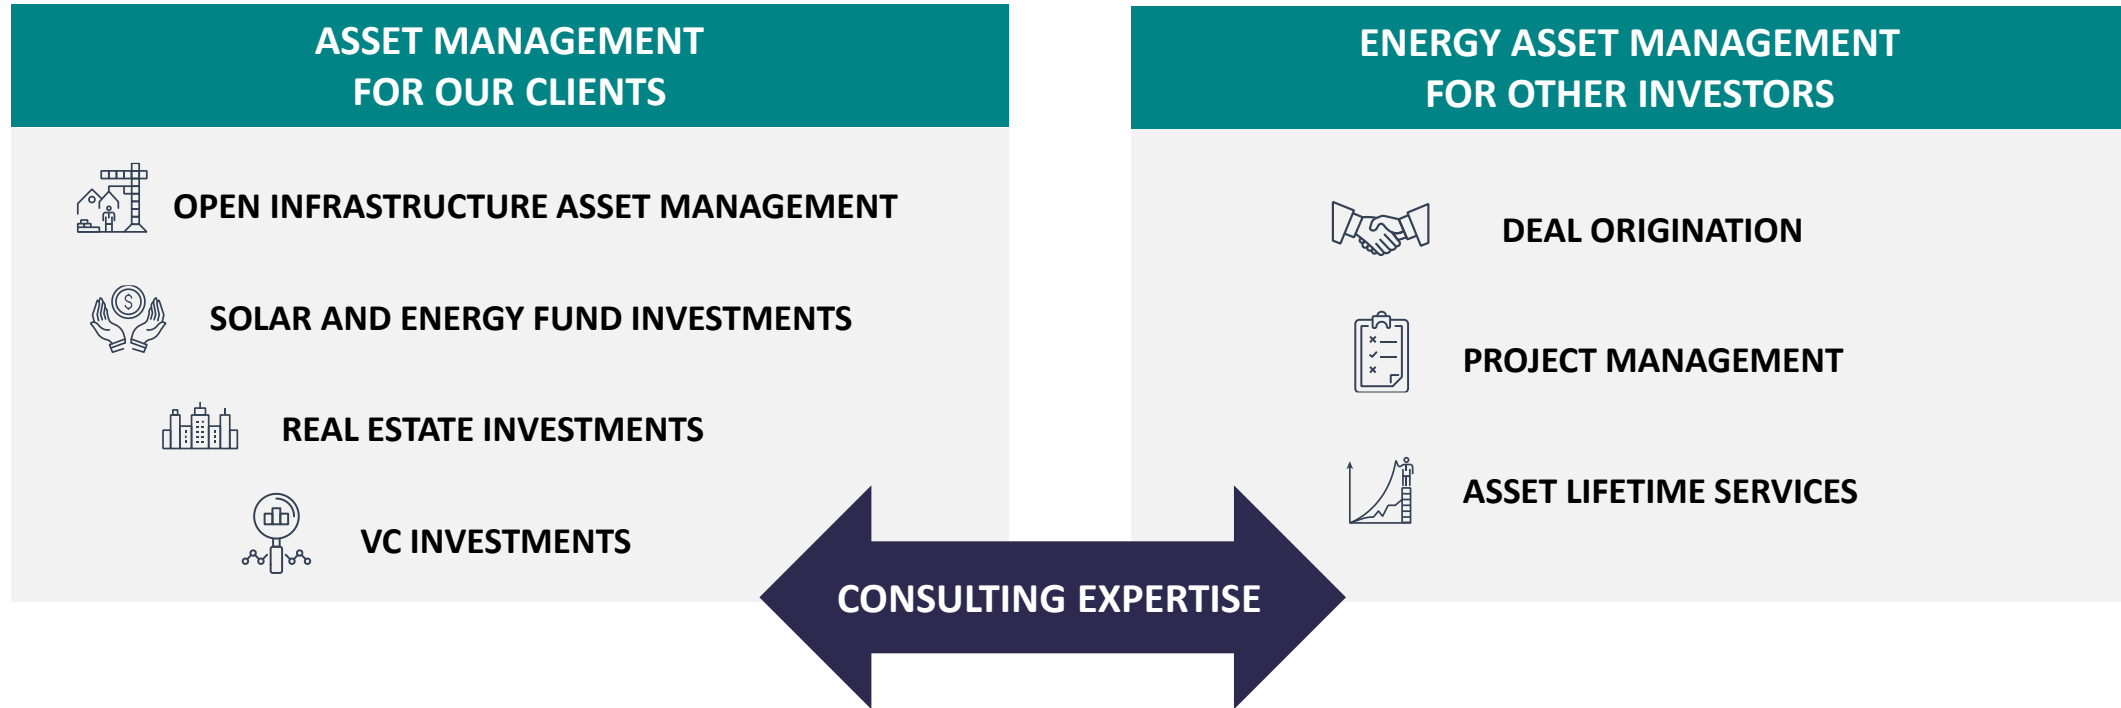 ASSET MANAGEMENT
FOR OUR CLIENTS
OPEN INFRASTRUCTURE ASSET MANAGEMENT
SOLAR AND ENERGY FUND INVESTMENTS
REAL ESTATE INVESTMENTS
VC INVESTMENTS
ENERGY ASSET MANAGEMENT
FOR OTHER INVESTORS
DEAL ORIGINATION
PROJECT MANAGEMENT
ASSET LIFETIME SERVICES
CONSULTING EXPERTISE